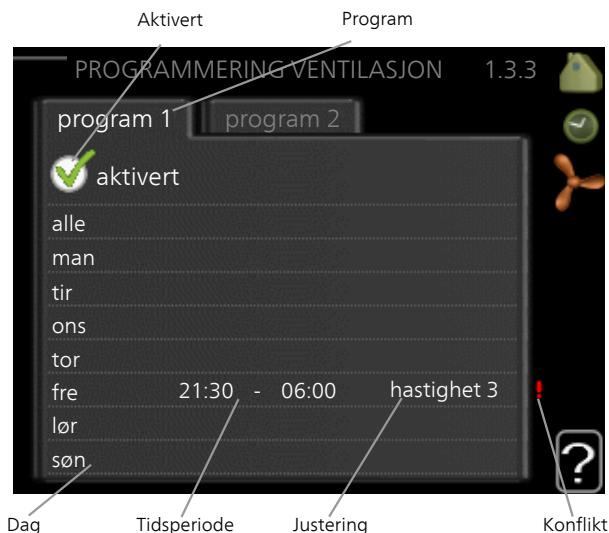 Aktivert Program
PROGRAMMERING VENTILASJON 1.3.3
program 1 program 2
aktivert
alle
man
tir
ons
tor
fre 21:30 - 06:00 hastighet 3 !
lør
søn
?
Dag Tidsperiode Justering Konflikt